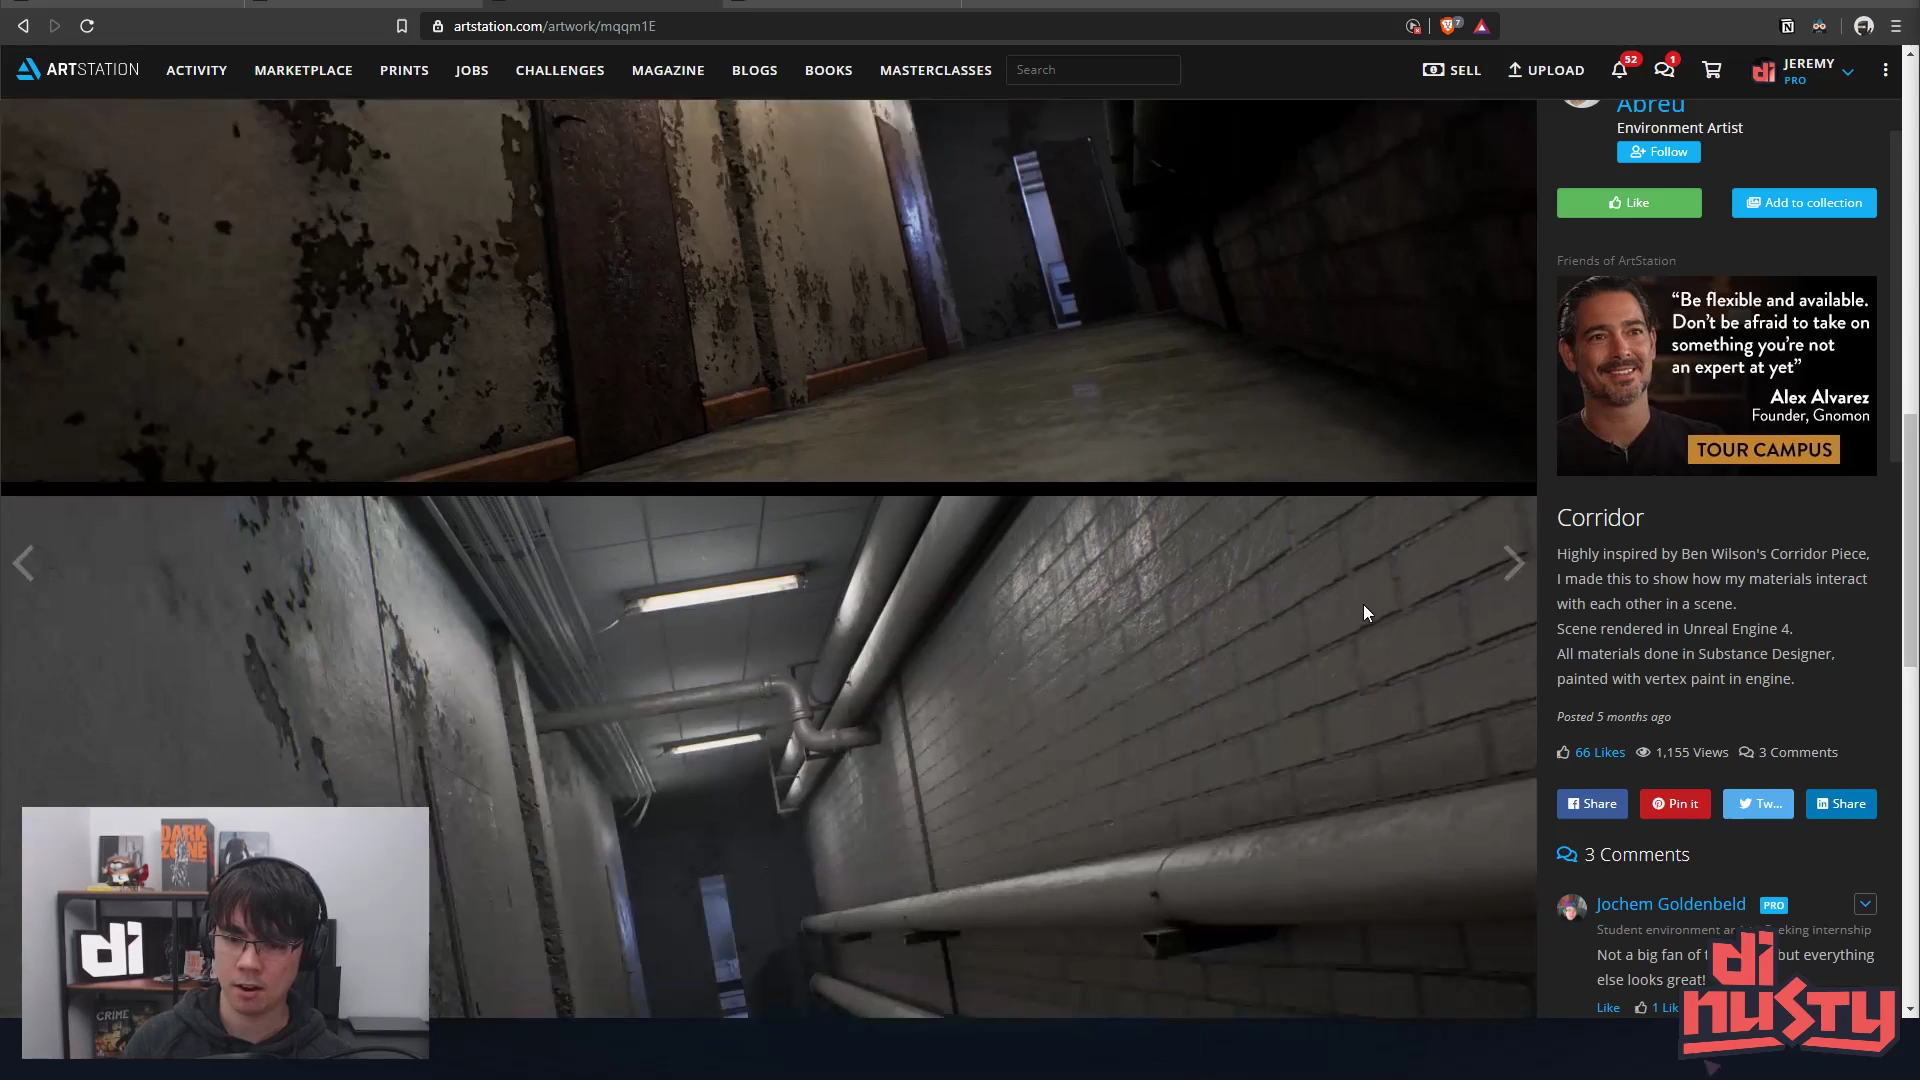 artstation.com/artwork/mqqm1E
7
ARTSTATION
ACTIVITY
MARKETPLACE
PRINTS
JOBS
CHALLENGES
MAGAZINE
BLOGS
BOOKS
MASTERCLASSES
Search
SELL
UPLOAD
52
1
JEREMY
PRO
Abreu
Environment Artist
Follow
Like
Add to collection
Friends of ArtStation
“Be flexible and available.
Don’t be afraid to take on
something you’re not
an expert at yet”
Alex Alvarez
Founder, Gnomon
TOUR CAMPUS
Corridor
Highly inspired by Ben Wilson's Corridor Piece,
I made this to show how my materials interact
with each other in a scene.
Scene rendered in Unreal Engine 4.
All materials done in Substance Designer,
painted with vertex paint in engine.
Posted 5 months ago
66 Likes
1,155 Views
3 Comments
Share
Pin it
Tw...
Share
3 Comments
Jochem Goldenbeld PRO
Student environment eeking internship
Not a big fan of but everything
else looks great!
Like
1 Lik
DARK
ZONE
di
CRIME
di
nusty